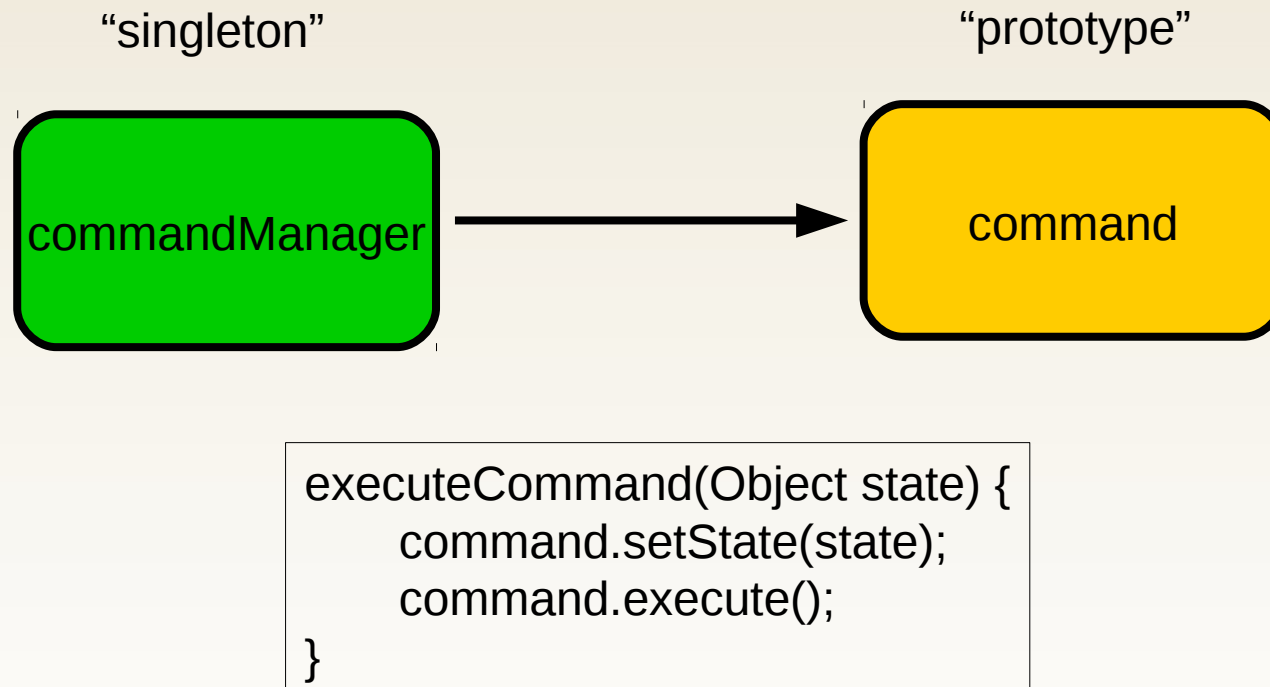 “singleton”
“prototype”
commandManager
command
executeCommand(Object state) {
command.setState(state);
command.execute();
}